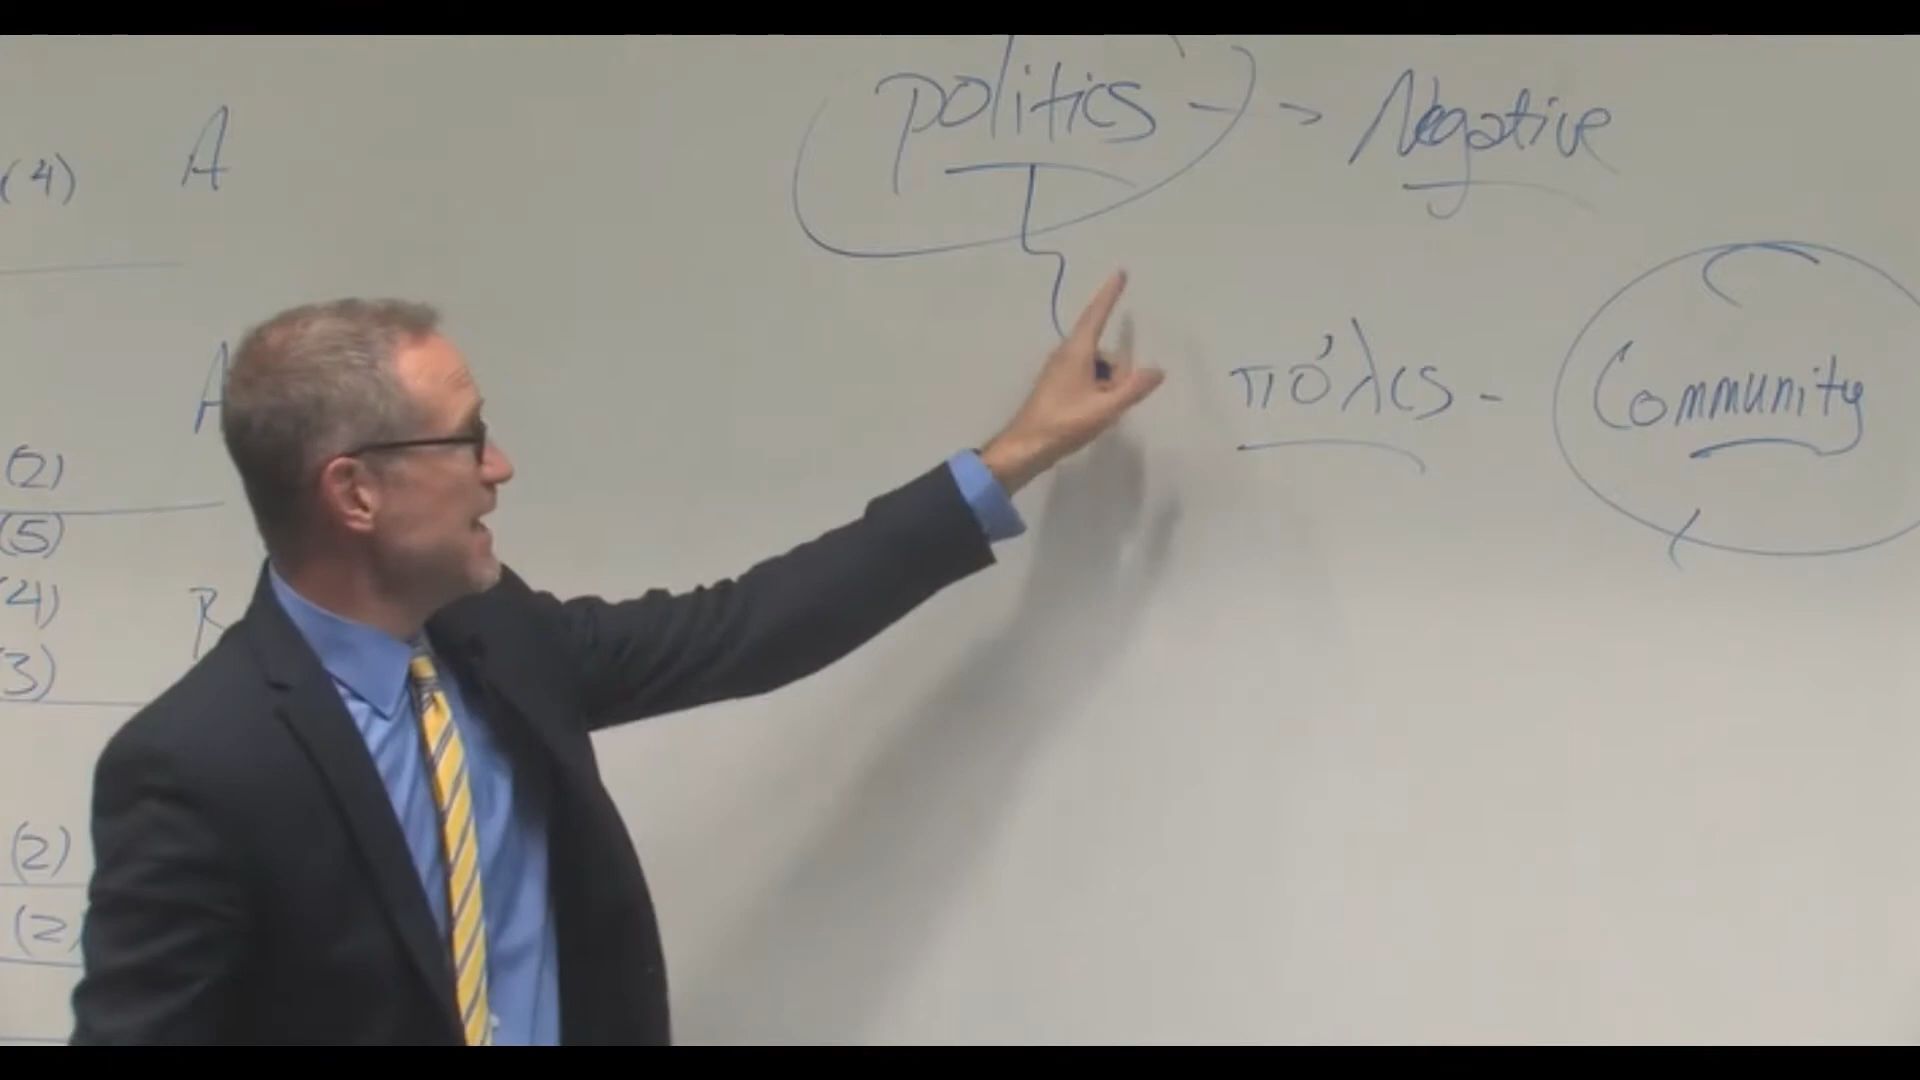 politics - → Negative
(4) A
πόλις - Community
A
(2)
(5)
(4)
(3)
(2)
(2)